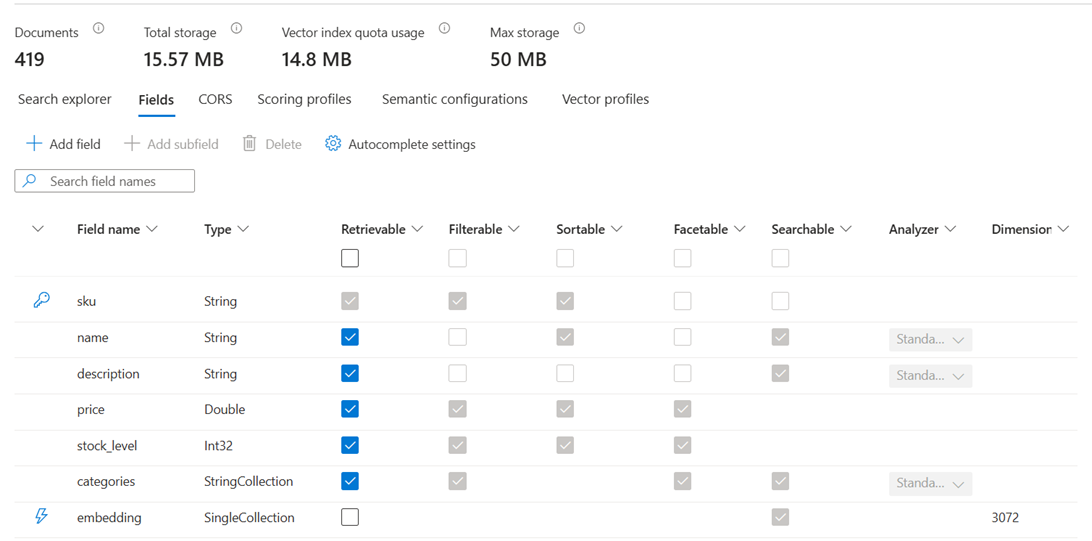 Documents Total storage Vector index quota usage Max storage
419 15.57 MB 14.8 MB 50 MB
Search explorer Fields CORS Scoring profiles Semantic configurations Vector profiles
Add field Add subfield Delete Autocomplete settings
Search field names
Field name Type Retrievable Filterable Sortable Facetable Searchable Analyzer Dimension
sku String
name String Standa...
description String Standa...
price Double
stock_level Int32
categories StringCollection Standa...
embedding SingleCollection 3072